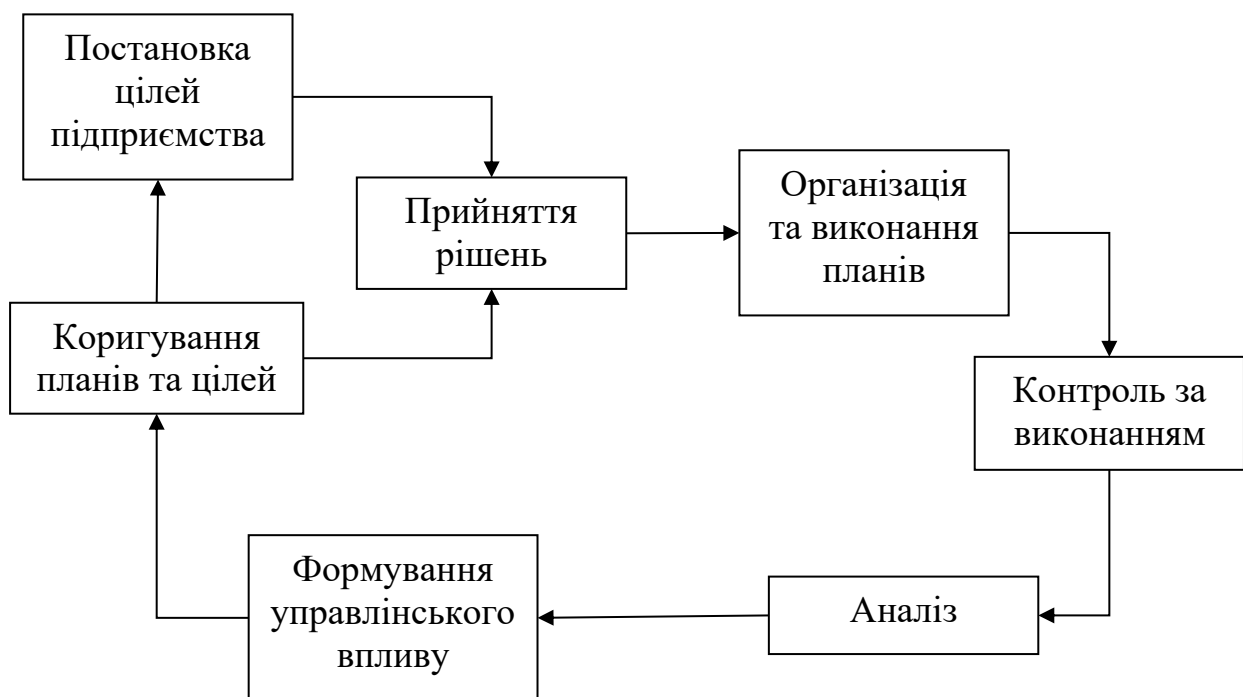 Постановка
цілей
підприємства
Прийняття
рішень
Організація
та виконання
планів
Коригування
планів та цілей
Контроль за
виконанням
Формування
управлінського
впливу
Аналіз